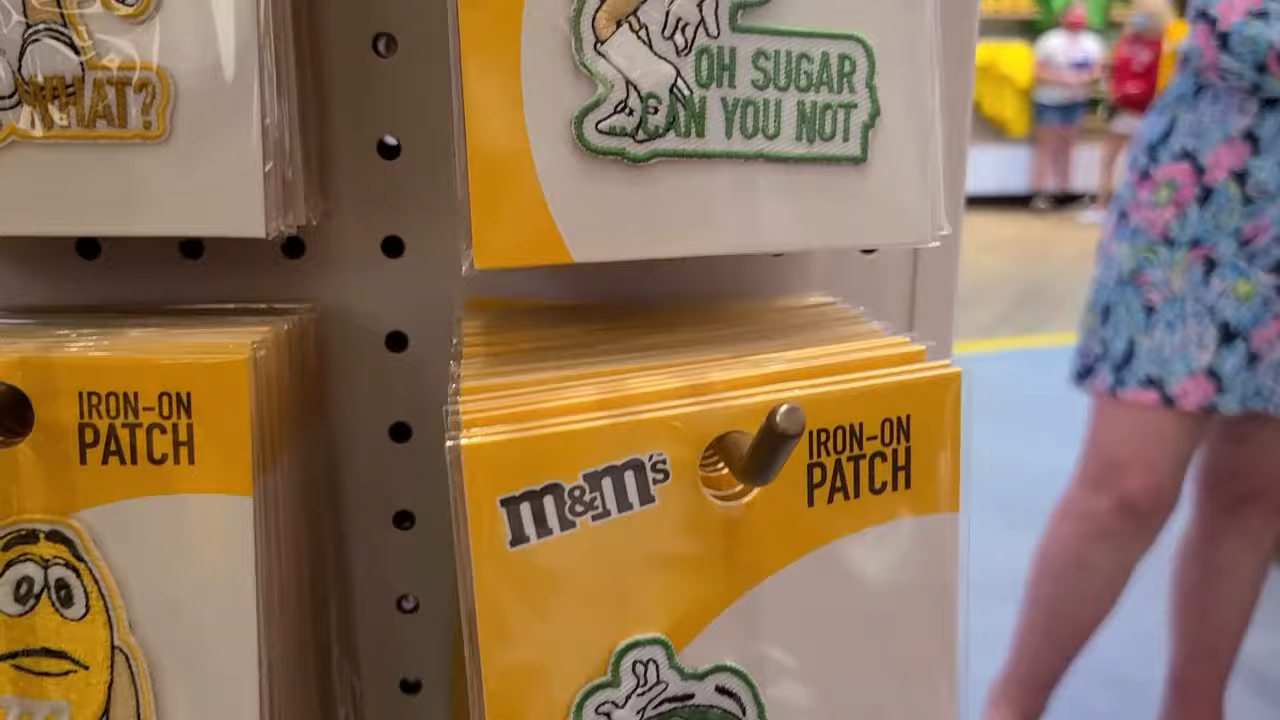 WHAT?
OH SUGAR
CAN YOU NOT
IRON-ON
PATCH
m&m's
IRON-ON
PATCH